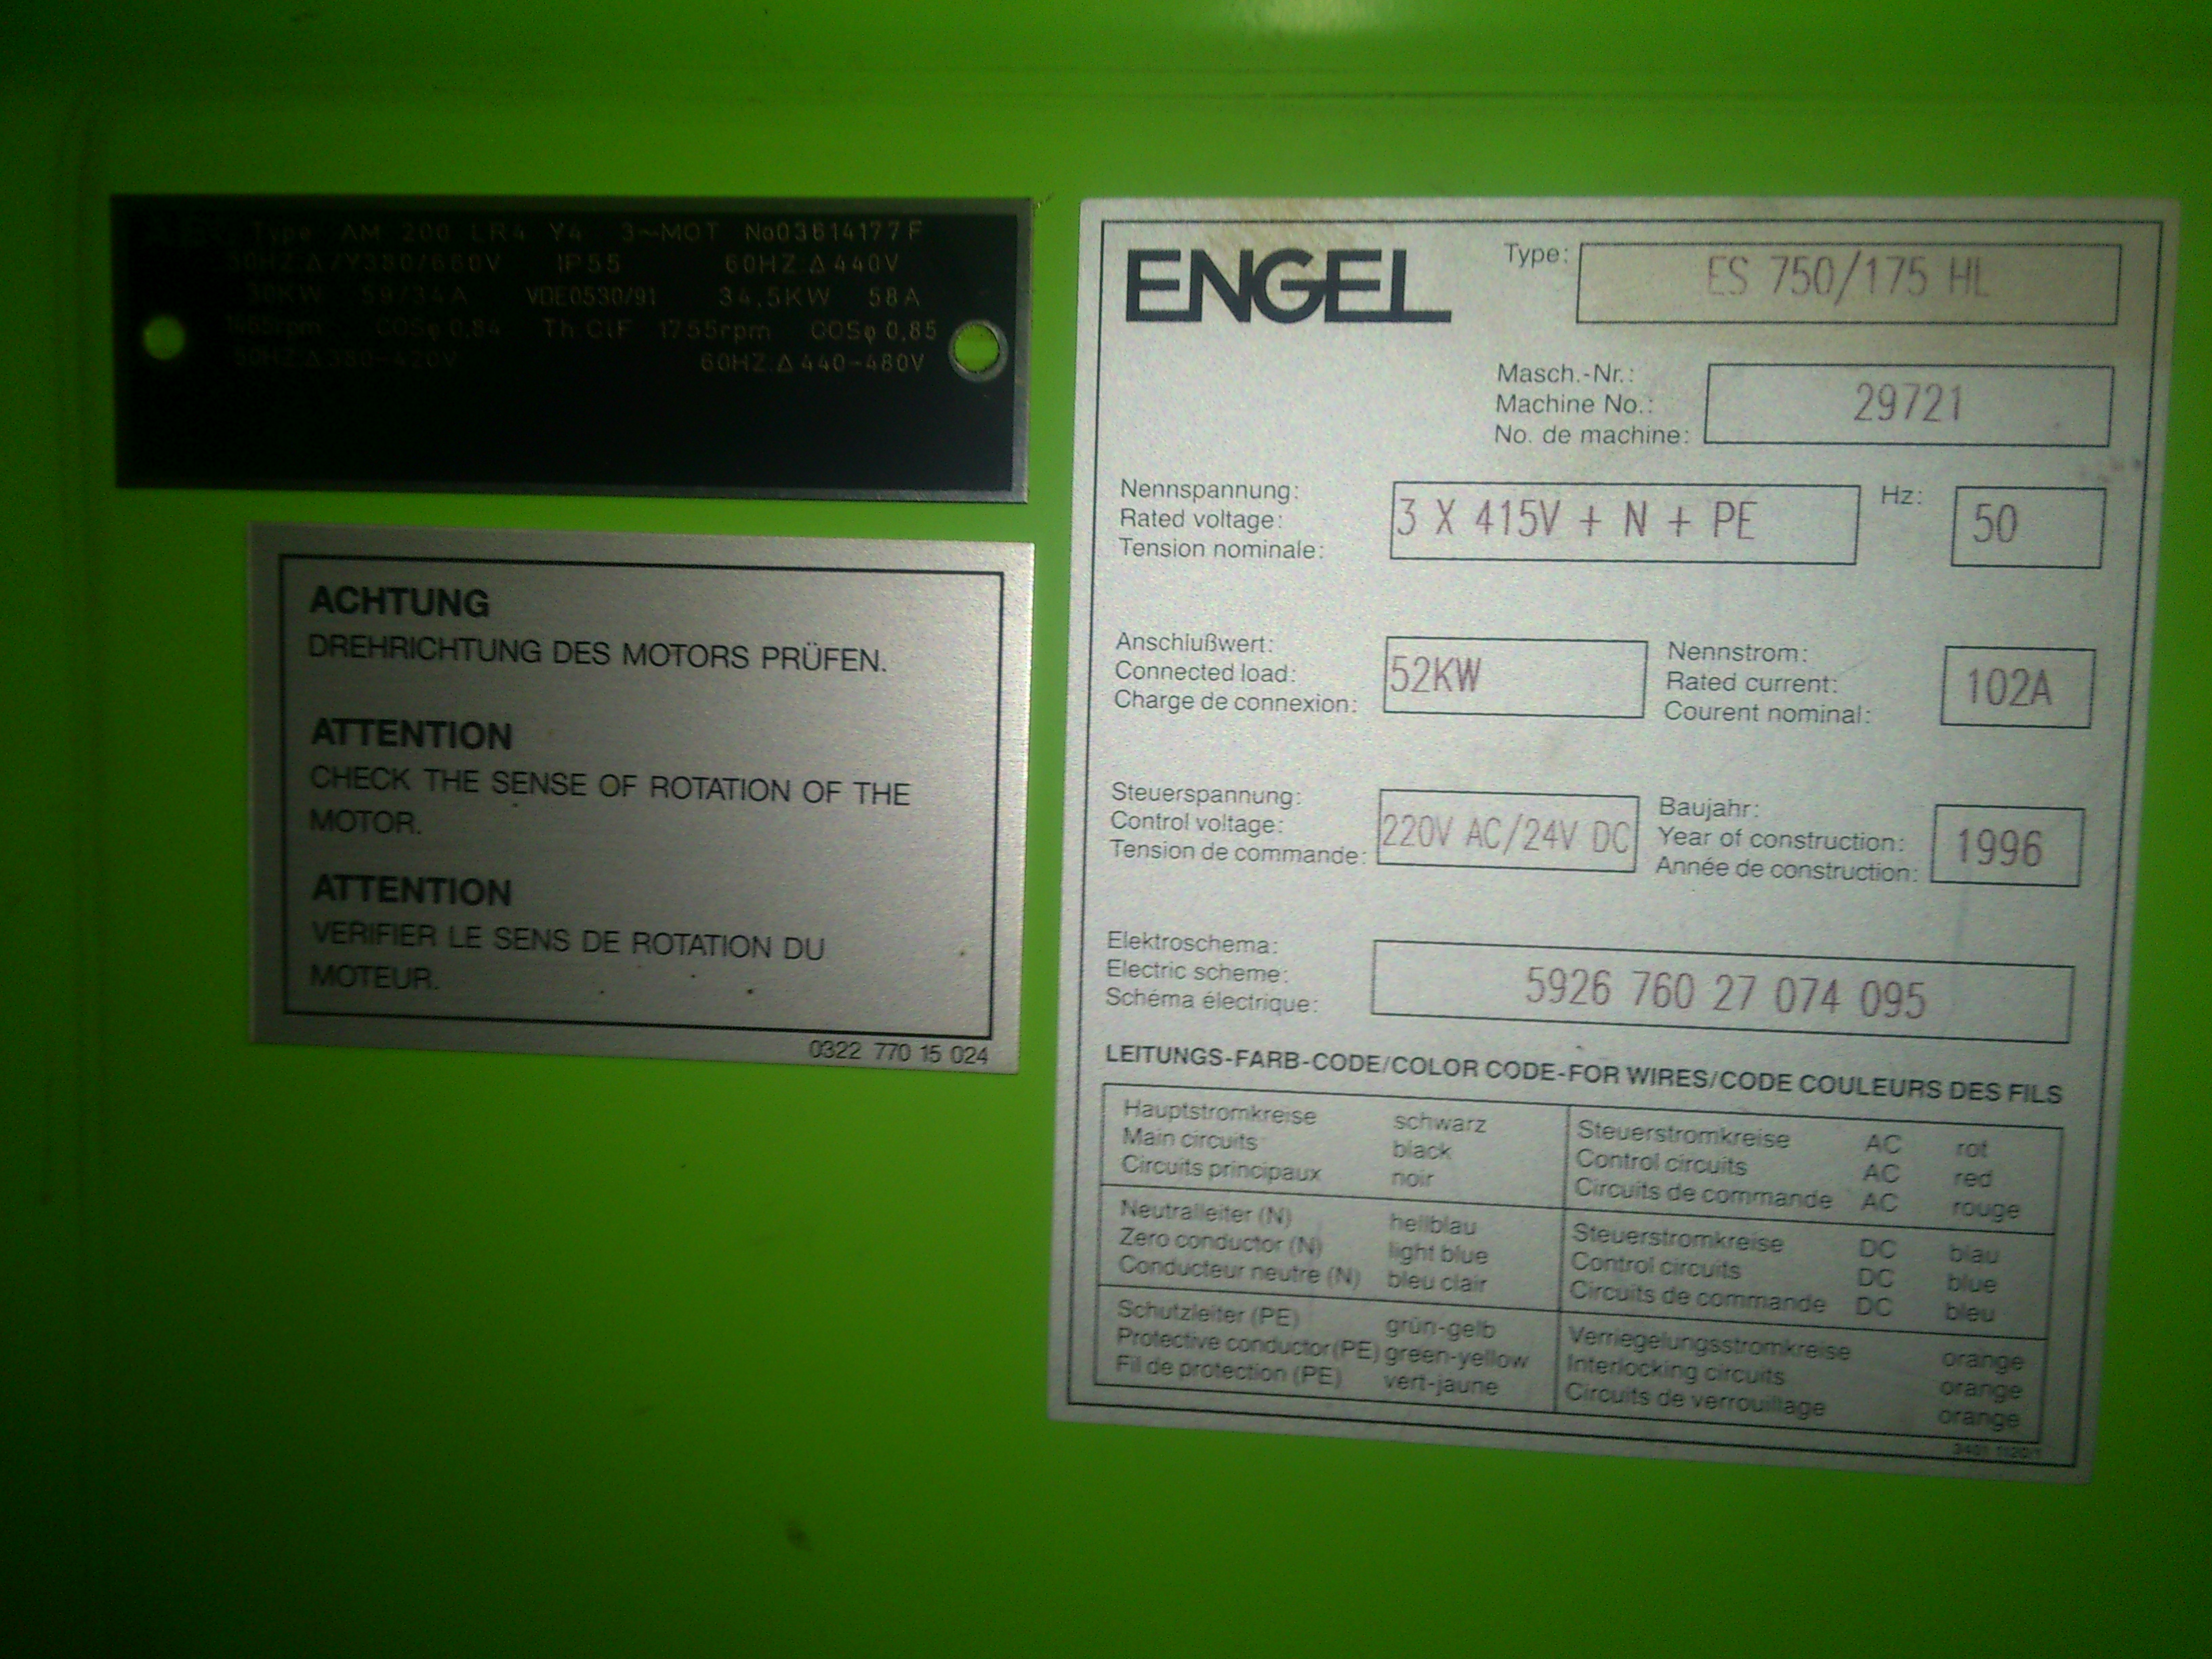 Type AM 200 LR4 Y4 3~MOT No03614177F
50HZ:Δ/Y380/660V IP55 60HZ:Δ440V
30KW 59/34A VDE0530/91 34,5KW 58A
1465rpm COSφ 0,84 Th ClF 1755rpm COSφ 0,85
50HZ:Δ380-420V 60HZ:Δ440-480V
ACHTUNG
DREHRICHTUNG DES MOTORS PRÜFEN.
ATTENTION
CHECK THE SENSE OF ROTATION OF THE
MOTOR.
ATTENTION
VERIFIER LE SENS DE ROTATION DU
MOTEUR.
0322 770 15 024
ENGEL
Type: ES 750/175 HL
Masch.-Nr.:
Machine No.: 29721
No. de machine:
Nennspannung: Hz:
Rated voltage: 3 X 415V + N + PE 50
Tension nominale:
Anschlußwert: Nennstrom:
Connected load: 52KW Rated current: 102A
Charge de connexion: Courent nominal:
Steuerspannung: Baujahr:
Control voltage: 220V AC/24V DC Year of construction: 1996
Tension de commande: Année de construction:
Elektroschema:
Electric scheme: 5926 760 27 074 095
Schéma électrique:
LEITUNGS-FARB-CODE/COLOR CODE-FOR WIRES/CODE COULEURS DES FILS
Hauptstromkreise schwarz Steuerstromkreise AC rot
Main circuits black Control circuits AC red
Circuits principaux noir Circuits de commande AC rouge
Neutralleiter (N) hellblau Steuerstromkreise DC blau
Zero conductor (N) light blue Control circuits DC blue
Conducteur neutre (N) bleu clair Circuits de commande DC bleu
Schutzleiter (PE) grün-gelb Verriegelungsstromkreise orange
Protective conductor (PE) green-yellow Interlocking circuits orange
Fil de protection (PE) vert-jaune Circuits de verrouillage orange